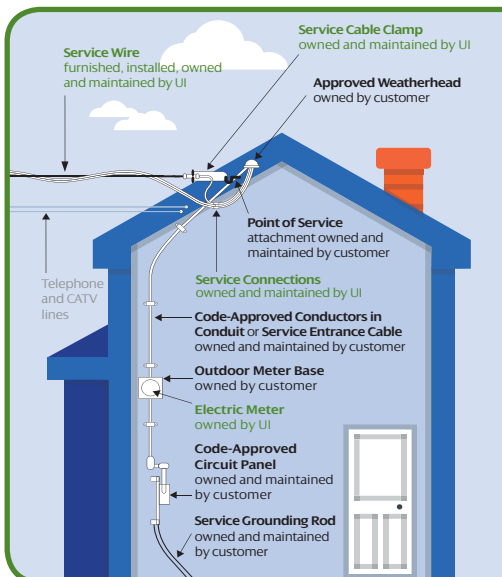 Service Cable Clamp
owned and maintained by UI
Service Wire
furnished, installed, owned
and maintained by UI
Approved Weatherhead
owned by customer
Point of Service
attachment owned and
maintained by customer
Telephone
and CATV
lines
Service Connections
owned and maintained by UI
Code-Approved Conductors in
Conduit or Service Entrance Cable
owned and maintained by customer
Outdoor Meter Base
owned by customer
Electric Meter
owned by UI
Code-Approved
Circuit Panel
owned and maintained
by customer
Service Grounding Rod
owned and maintained
by customer